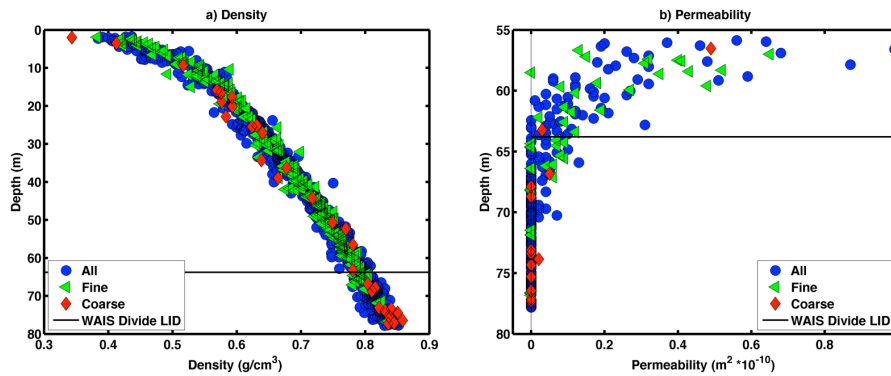 a) Density
0
10
20
30
40
50
60
70
80
Depth (m)
0.3 0.4 0.5 0.6 0.7 0.8 0.9
Density (g/cm³)
All
Fine
Coarse
WAIS Divide LID
b) Permeability
55
60
65
70
75
80
Depth (m)
0 0.2 0.4 0.6 0.8 1
Permeability (m² *10⁻¹⁰)
All
Fine
Coarse
WAIS Divide LID